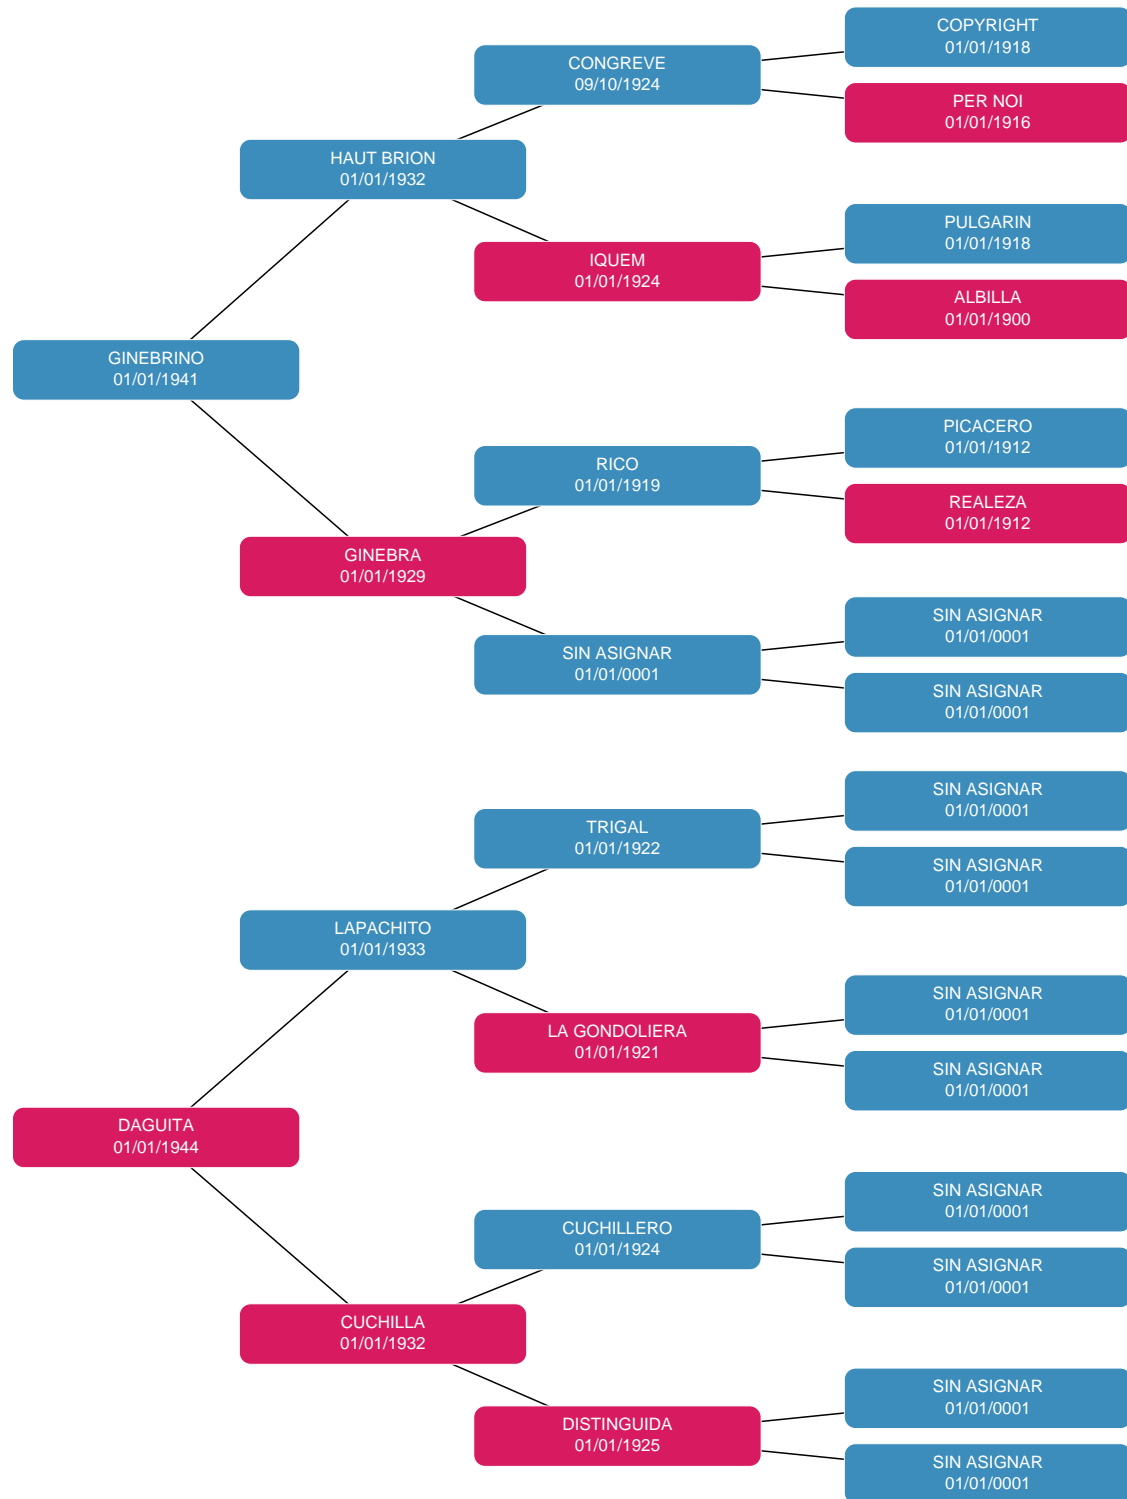 COPYRIGHT
01/01/1918
CONGREVE
09/10/1924
PER NOI
01/01/1916
HAUT BRION
01/01/1932
PULGARIN
01/01/1918
IQUEM
01/01/1924
ALBILLA
01/01/1900
GINEBRINO
01/01/1941
PICACERO
01/01/1912
RICO
01/01/1919
REALEZA
01/01/1912
GINEBRA
01/01/1929
SIN ASIGNAR
01/01/0001
SIN ASIGNAR
01/01/0001
SIN ASIGNAR
01/01/0001
SIN ASIGNAR
01/01/0001
TRIGAL
01/01/1922
SIN ASIGNAR
01/01/0001
LAPACHITO
01/01/1933
SIN ASIGNAR
01/01/0001
LA GONDOLIERA
01/01/1921
SIN ASIGNAR
01/01/0001
DAGUITA
01/01/1944
SIN ASIGNAR
01/01/0001
CUCHILLERO
01/01/1924
SIN ASIGNAR
01/01/0001
CUCHILLA
01/01/1932
SIN ASIGNAR
01/01/0001
DISTINGUIDA
01/01/1925
SIN ASIGNAR
01/01/0001